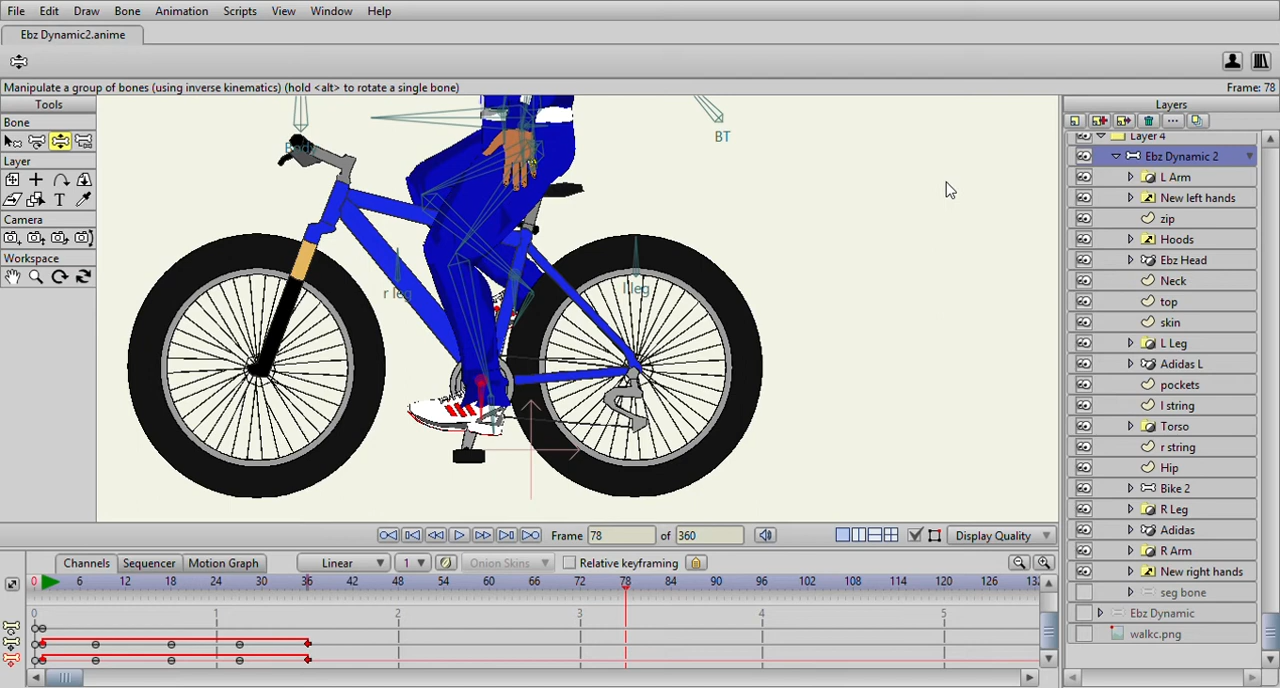 File Edit Draw Bone Animation Scripts View Window Help
Ebz Dynamic2.anime
Manipulate a group of bones (using inverse kinematics) (hold <alt> to rotate a single bone)
Frame: 78
Tools
Bone
Layer
T
Camera
Workspace
BT
r leg
l leg
Layers
Layer 4
Ebz Dynamic 2
L Arm
New left hands
zip
Hoods
Ebz Head
Neck
top
skin
L Leg
Adidas L
pockets
l string
Torso
r string
Hip
Bike 2
R Leg
Adidas
R Arm
New right hands
seg bone
Ebz Dynamic
walkc.png
Frame 78 of 360 Display Quality
Channels Sequencer Motion Graph Linear 1 Onion Skins Relative keyframing
0 6 12 18 24 30 36 42 48 54 60 66 72 78 84 90 96 102 108 114 120 126 132
0 1 2 3 4 5